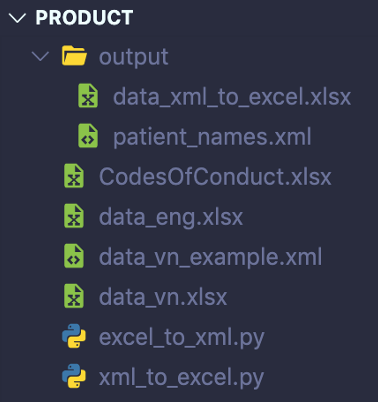 PRODUCT
output
data_xml_to_excel.xlsx
patient_names.xml
CodesOfConduct.xlsx
data_eng.xlsx
data_vn_example.xml
data_vn.xlsx
excel_to_xml.py
xml_to_excel.py